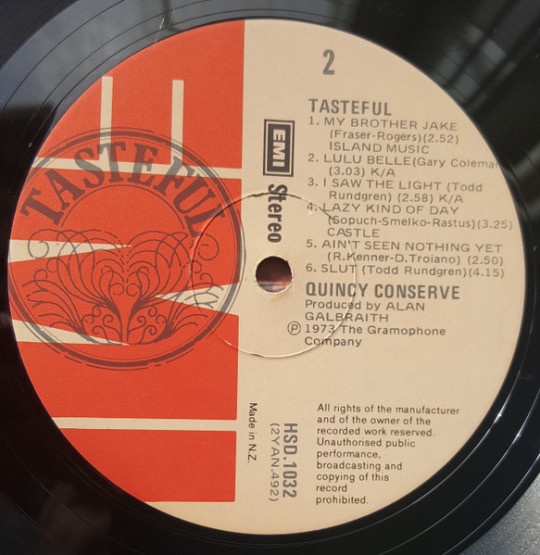 2
TASTEFUL
1. MY BROTHER JAKE
(Fraser-Rogers)(2.52)
ISLAND MUSIC
2. LULU BELLE(Gary Coleman
(3.03) K/A
3. I SAW THE LIGHT (Todd
Rundgren) (2.58) K/A
4. LAZY KIND OF DAY
(Sopuch-Smelko-Rastus)(3.25)
CASTLE
5. AIN'T SEEN NOTHING YET
(R.Kenner-D.Troiano) (2.50)
6. SLUT (Todd Rundgren)(4.15)
QUINCY CONSERVE
Produced by ALAN
GALBRAITH
℗ 1973 The Gramophone
Company
EMI
Stereo
TASTEFUL
All rights of the manufacturer
and of the owner of the
recorded work reserved.
Unauthorised public
performance,
broadcasting and
copying of this
record
prohibited.
HSD.1032
(2YAN.492)
Made in N.Z.